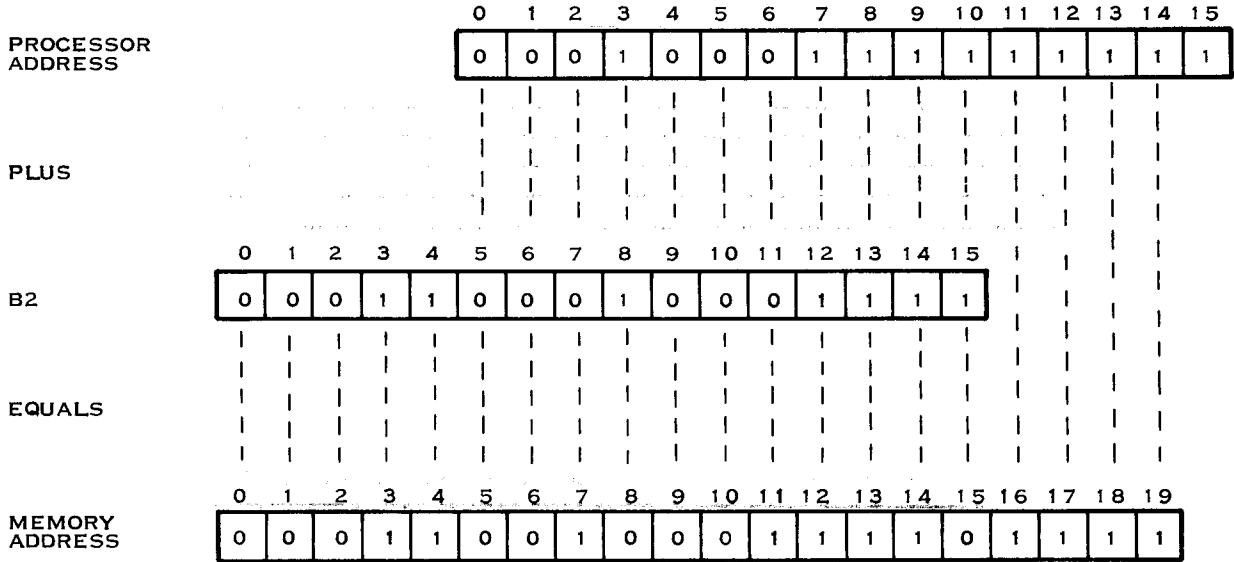 0 1 2 3 4 5 6 7 8 9 10 11 12 13 14 15
PROCESSOR
ADDRESS
0 0 0 1 0 0 0 1 1 1 1 1 1 1 1 1
PLUS
0 1 2 3 4 5 6 7 8 9 10 11 12 13 14 15
B2
0 0 0 1 1 0 0 0 1 0 0 0 1 1 1 1
EQUALS
0 1 2 3 4 5 6 7 8 9 10 11 12 13 14 15 16 17 18 19
MEMORY
ADDRESS
0 0 0 1 1 0 0 1 0 0 0 1 1 1 1 0 1 1 1 1